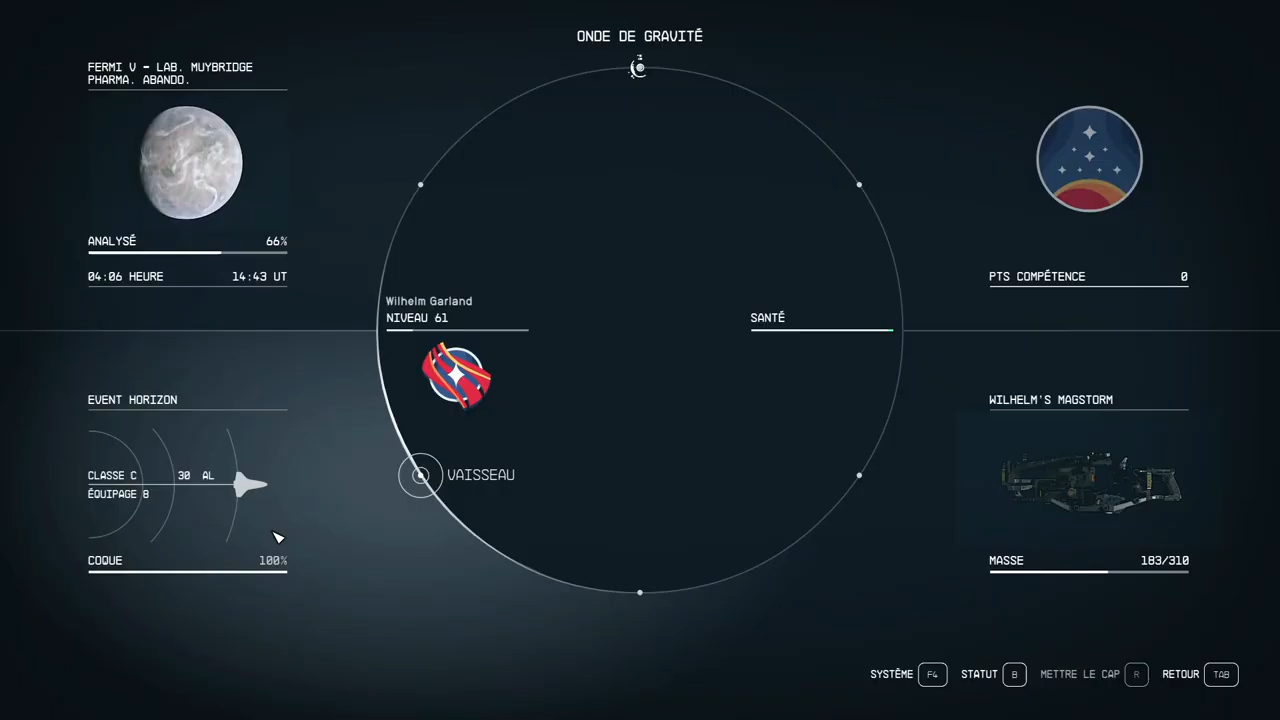 ONDE DE GRAVITÉ
FERMI V - LAB. MUYBRIDGE
PHARMA. ABANDO.
ANALYSÉ 66%
04:06 HEURE 14:43 UT
PTS COMPÉTENCE 0
Wilhelm Garland
NIVEAU 61
SANTÉ
EVENT HORIZON
CLASSE C 30 AL
ÉQUIPAGE 8
COQUE 100%
VAISSEAU
WILHELM'S MAGSTORM
MASSE 183/310
SYSTÈME F4 STATUT B METTRE LE CAP R RETOUR TAB